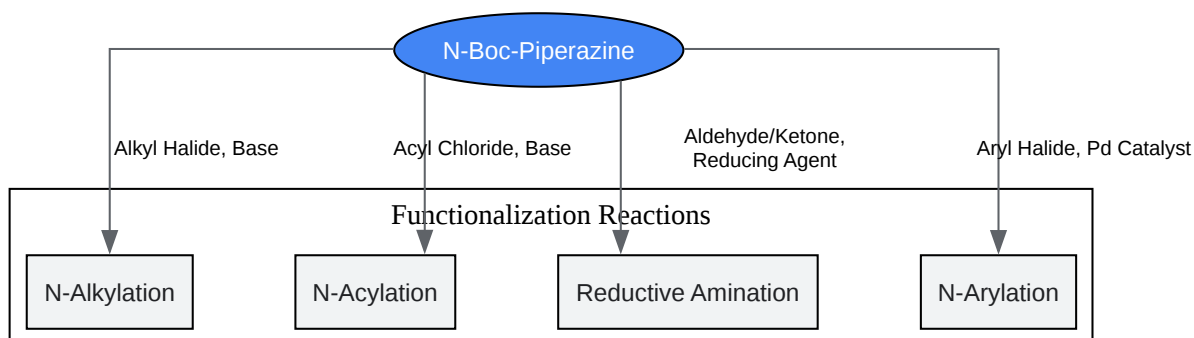 N-Boc-Piperazine
Alkyl Halide, Base
Acyl Chloride, Base
Aldehyde/Ketone,
Reducing Agent
Aryl Halide, Pd Catalyst
Functionalization Reactions
N-Alkylation
N-Acylation
Reductive Amination
N-Arylation